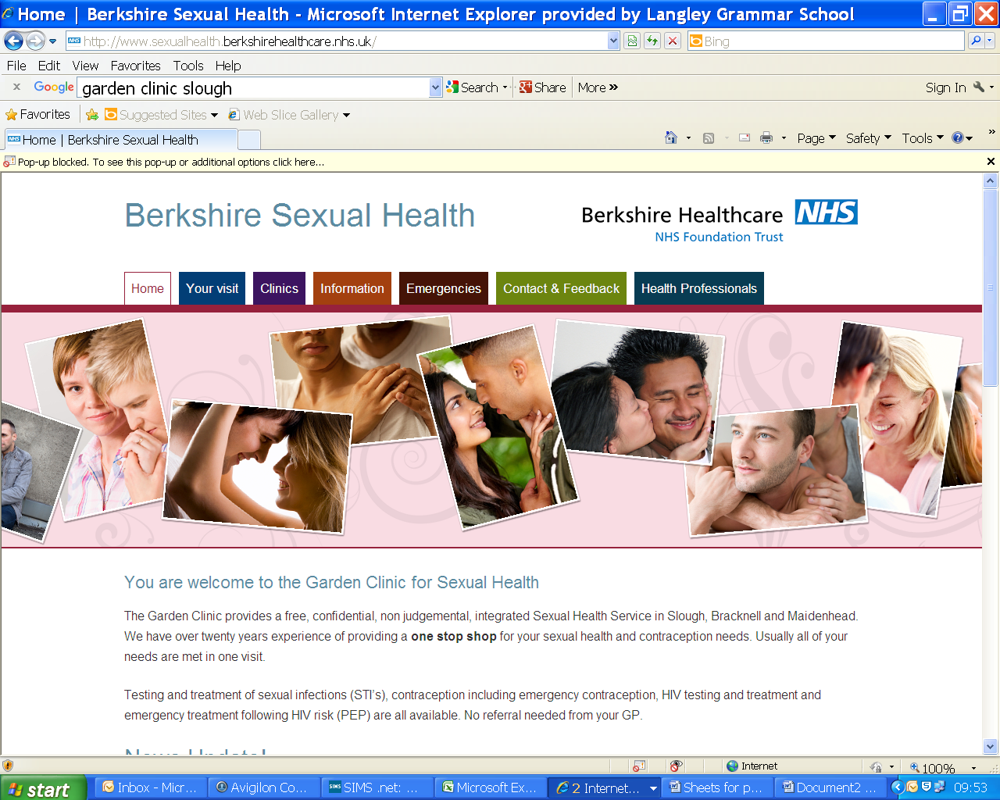 Home | Berkshire Sexual Health - Microsoft Internet Explorer provided by Langley Grammar School
http://www.sexualhealth.berkshirehealthcare.nhs.uk/
Bing
File Edit View Favorites Tools Help
x Google garden clinic slough Search Share More » Sign In
Favorites Suggested Sites Web Slice Gallery
NHS Home | Berkshire Sexual Health Page Safety Tools »
Pop-up blocked. To see this pop-up or additional options click here...
Berkshire Sexual Health
Berkshire Healthcare NHS
NHS Foundation Trust
Home Your visit Clinics Information Emergencies Contact & Feedback Health Professionals
You are welcome to the Garden Clinic for Sexual Health
The Garden Clinic provides a free, confidential, non judgemental, integrated Sexual Health Service in Slough, Bracknell and Maidenhead.
We have over twenty years experience of providing a one stop shop for your sexual health and contraception needs. Usually all of your
needs are met in one visit.
Testing and treatment of sexual infections (STI's), contraception including emergency contraception, HIV testing and treatment and
emergency treatment following HIV risk (PEP) are all available. No referral needed from your GP.
News Update!
Internet 100%
start Inbox - Micr... Avigilon Co... SIMS .net: ... Microsoft Ex... 2 Internet... Sheets for p... Document2 ... 09:53